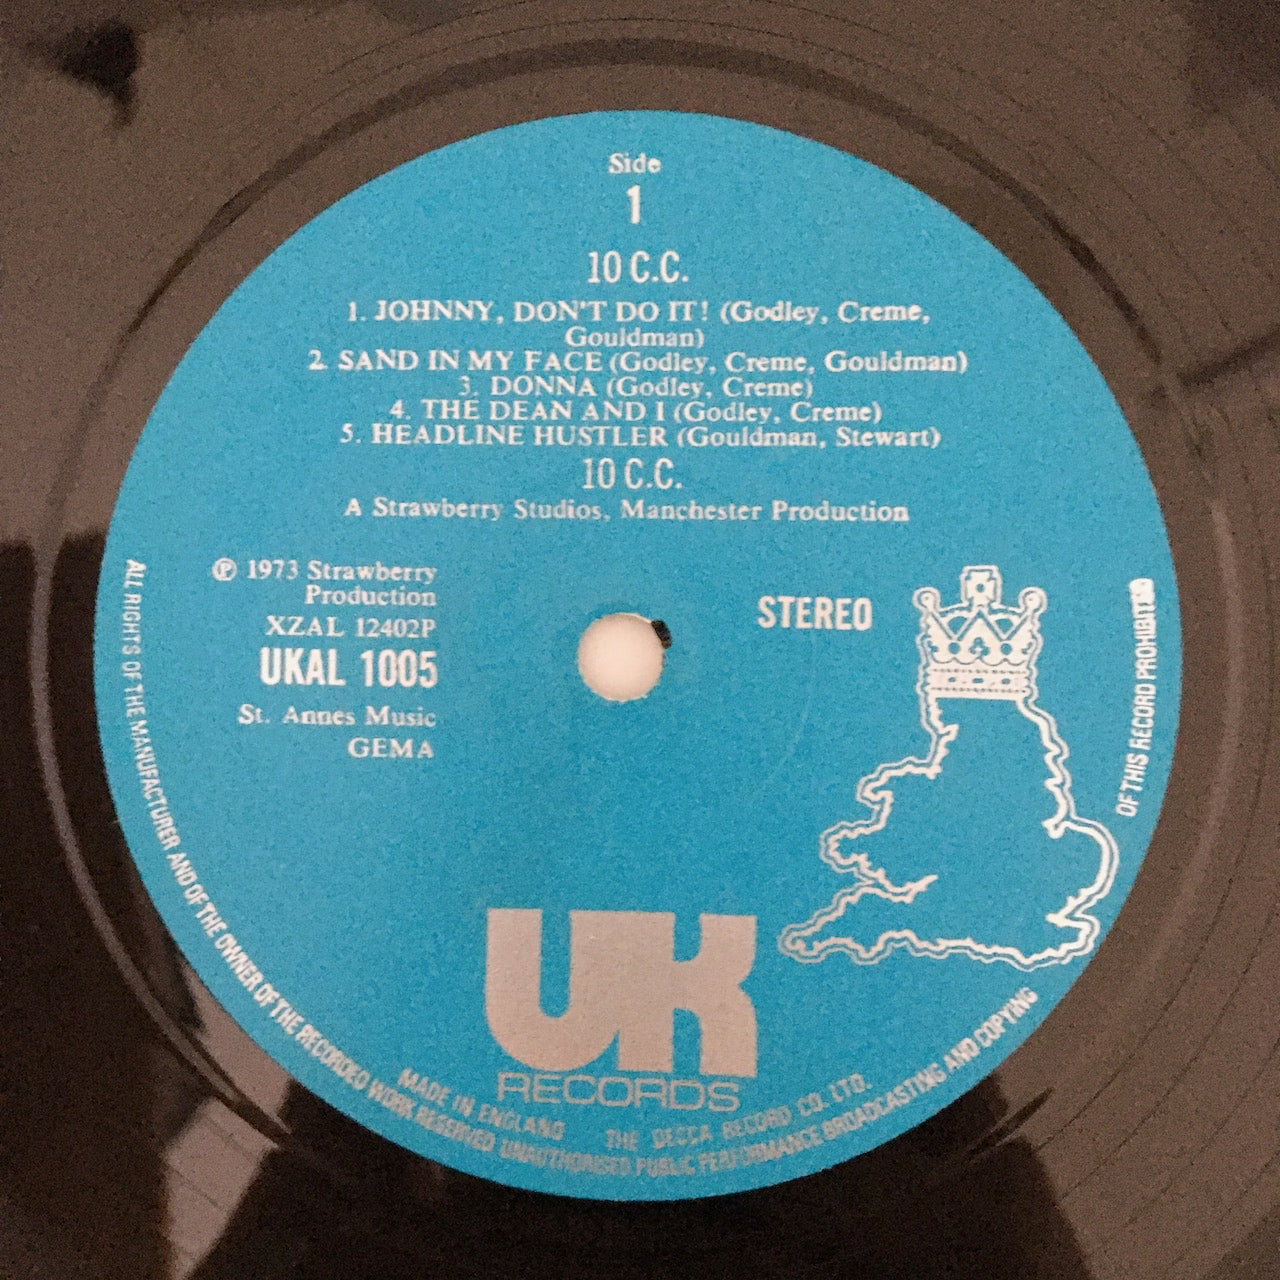 Side
1
10 C.C.
1. JOHNNY, DON'T DO IT! (Godley, Creme,
Gouldman)
2. SAND IN MY FACE (Godley, Creme, Gouldman)
3. DONNA (Godley, Creme)
4. THE DEAN AND I (Godley, Creme)
5. HEADLINE HUSTLER (Gouldman, Stewart)
10 C.C.
A Strawberry Studios, Manchester Production
℗ 1973 Strawberry
Production
XZAL 12402P
UKAL 1005
St. Annes Music
GEMA
STEREO
UK
RECORDS
MADE IN ENGLAND THE DECCA RECORD CO. LTD.
ALL RIGHTS OF THE MANUFACTURER AND OF THE OWNER OF THE RECORDED WORK RESERVED UNAUTHORISED PUBLIC PERFORMANCE BROADCASTING AND COPYING OF THIS RECORD PROHIBITED